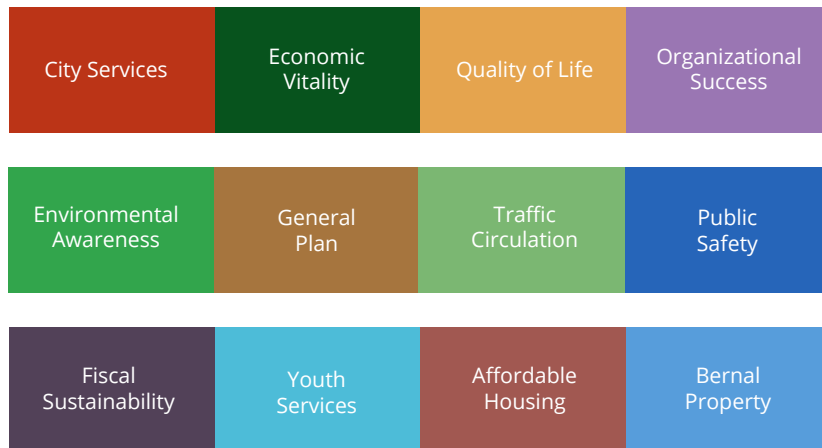 City Services
Economic
Vitality
Quality of Life
Organizational
Success
Environmental
Awareness
General
Plan
Traffic
Circulation
Public
Safety
Fiscal
Sustainability
Youth
Services
Affordable
Housing
Bernal
Property